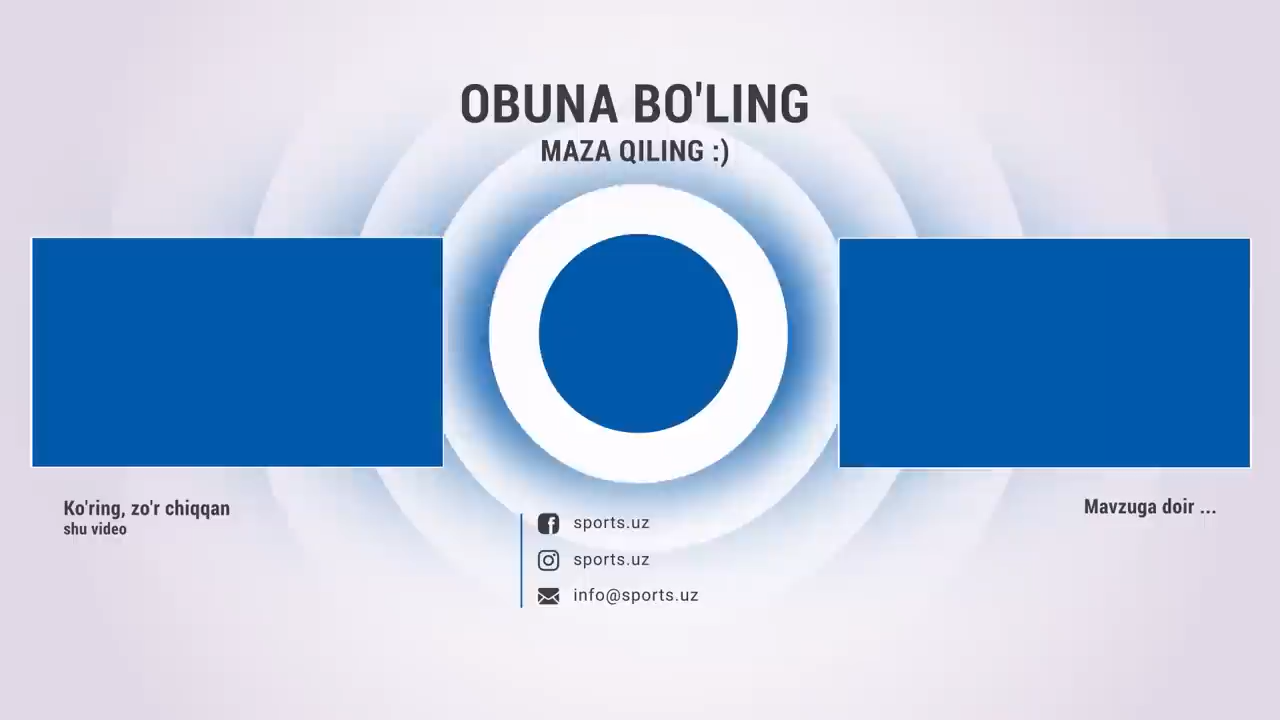 OBUNA BO'LING
MAZA QILING :)
Ko'ring, zo'r chiqqan
shu video
Mavzuga doir ...
sports.uz
sports.uz
info@sports.uz